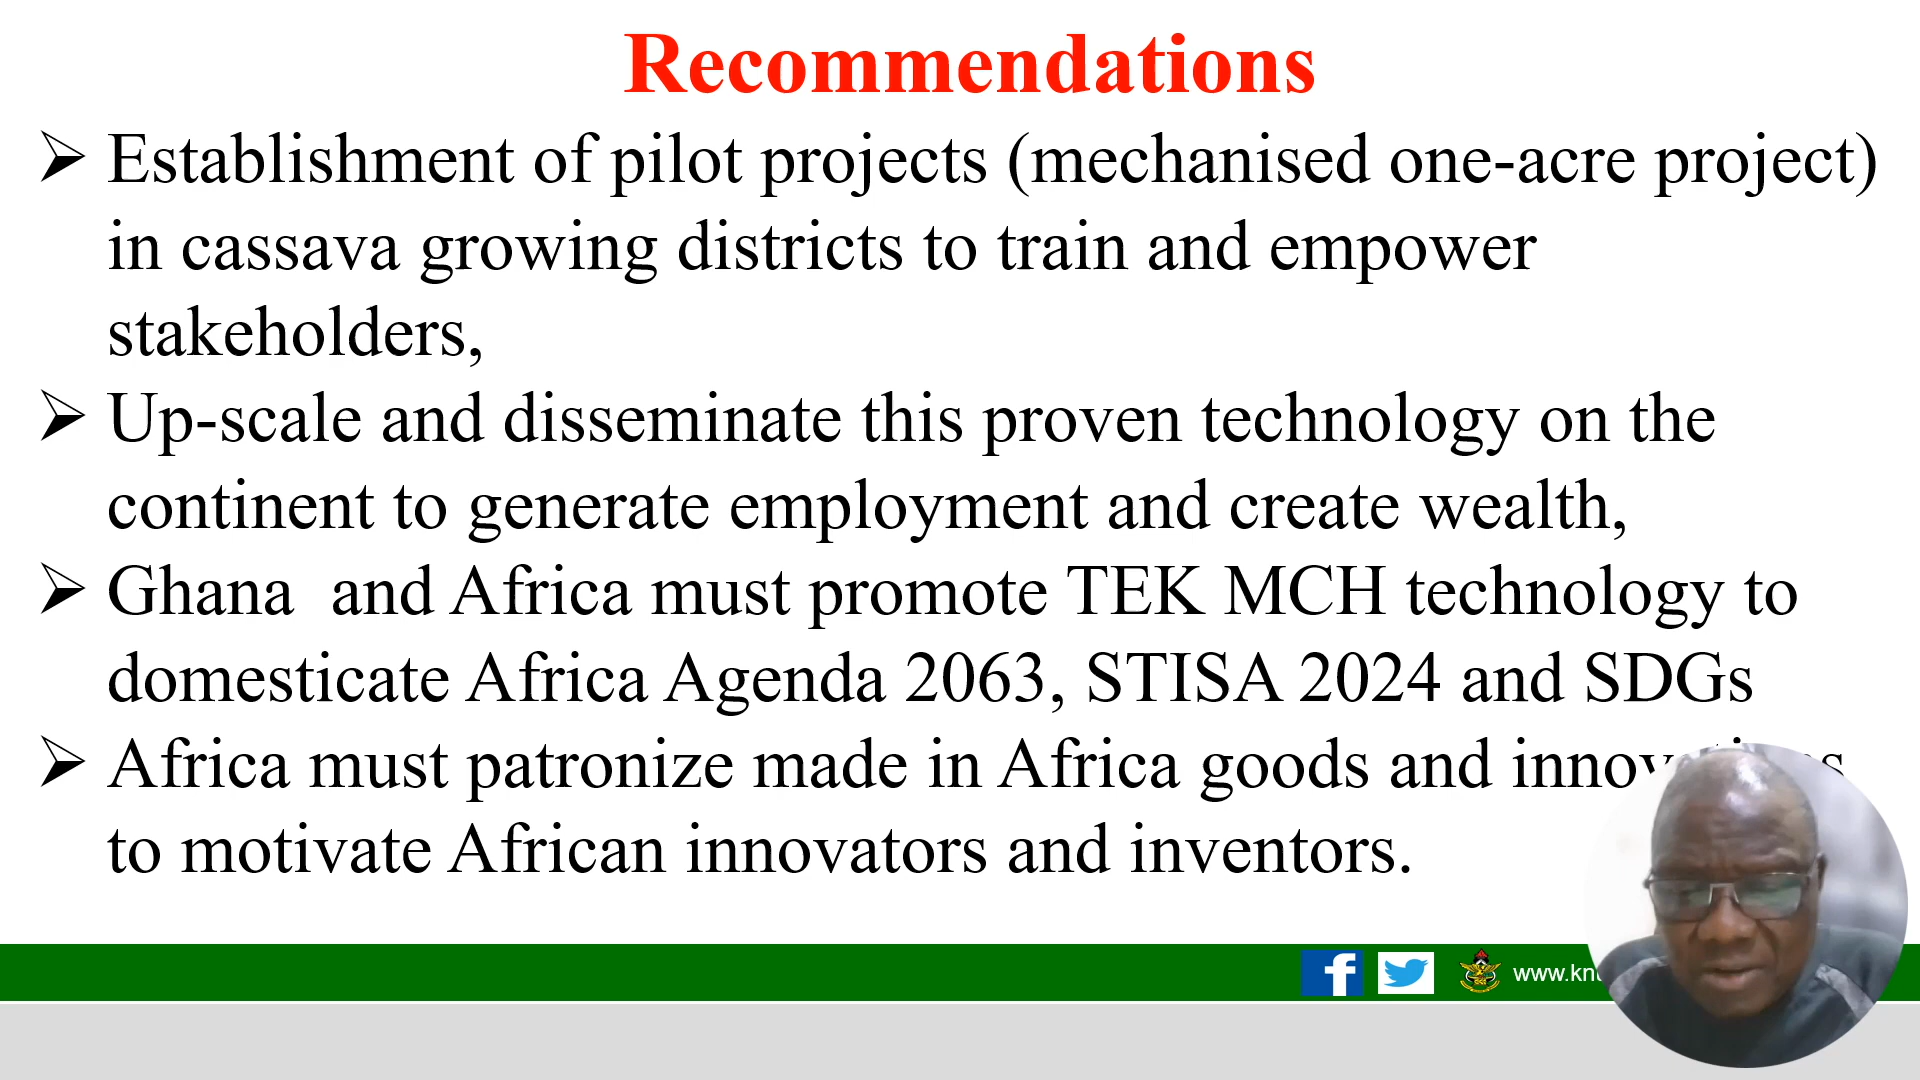 Recommendations
➢ Establishment of pilot projects (mechanised one-acre project)
in cassava growing districts to train and empower
stakeholders,
➢ Up-scale and disseminate this proven technology on the
continent to generate employment and create wealth,
➢ Ghana  and Africa must promote TEK MCH technology to
domesticate Africa Agenda 2063, STISA 2024 and SDGs
➢ Africa must patronize made in Africa goods and
to motivate African innovators and inventors.